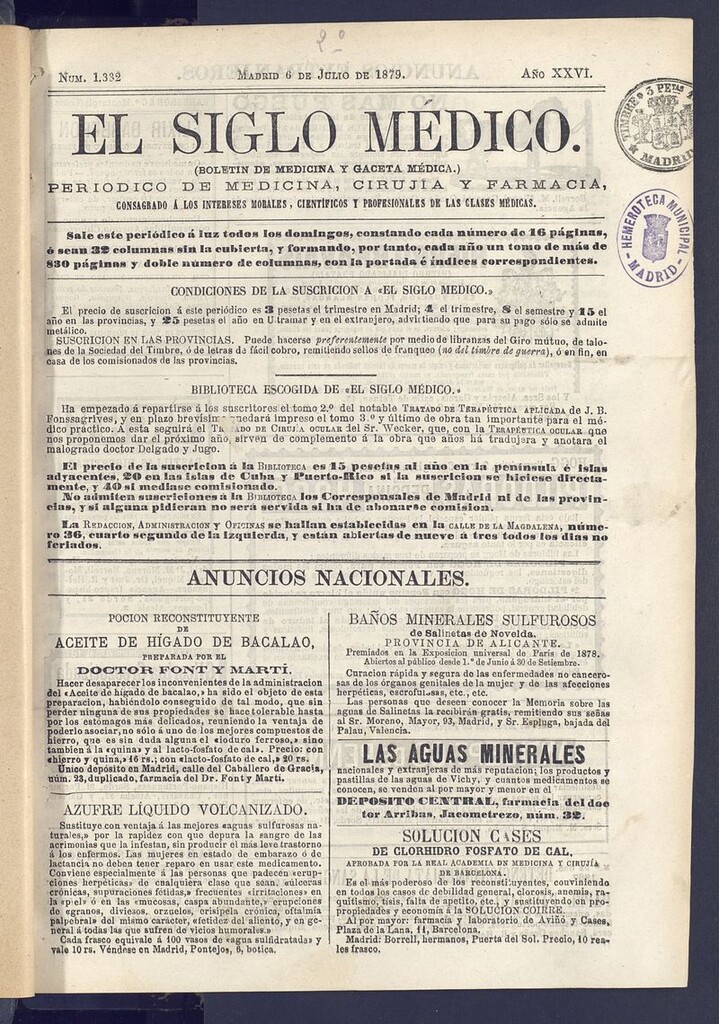 2º
NUM. 1.332
MADRID 6 DE JULIO DE 1879.
AÑO XXVI.
EL SIGLO MÉDICO.
(BOLETIN DE MEDICINA Y GACETA MÉDICA.)
PERIODICO DE MEDICINA, CIRUJÍA Y FARMACIA,
CONSAGRADO Á LOS INTERESES MORALES, CIENTÍFICOS Y PROFESIONALES DE LAS CLASES MÉDICAS.
TIMBRE 3 PETAS
MADRID
HEMEROTECA MUNICIPAL
MADRID
Sale este periódico á luz todos los domingos, constando cada número de 16 páginas,
ó sean 32 columnas sin la cubierta, y formando, por tanto, cada año un tomo de más de
830 páginas y doble número de columnas, con la portada é índices correspondientes.
CONDICIONES DE LA SUSCRICION A «EL SIGLO MEDICO.»
El precio de suscricion á este periódico es 3 pesetas el trimestre en Madrid; 4 el trimestre, 8 el semestre y 15 el
año en las provincias, y 25 pesetas el año en Ultramar y en el extranjero, advirtiendo que para su pago sólo se admite
metálico.
SUSCRICION EN LAS PROVINCIAS. Puede hacerse preferentemente por medio de libranzas del Giro mútuo, de talo-
nes de la Sociedad del Timbre, ó de letras de fácil cobro, remitiendo sellos de franqueo (no del timbre de guerra), ó en fin, en
casa de los comisionados de las provincias.
BIBLIOTECA ESCOGIDA DE «EL SIGLO MÉDICO.»
Ha empezado á repartirse á los suscritores el tomo 2.º del notable TRATADO DE TERAPÉUTICA APLICADA de J. B.
Fonssagrives, y en plazo brevísimo quedará impreso el tomo 3.º y último de obra tan importante para el mé-
dico práctico. A esta seguirá el TRATADO DE CIRUJÍA OCULAR del Sr. Wecker, que, con la TERAPÉUTICA OCULAR que
nos proponemos dar el próximo año, sirven de complemento á la obra que años há tradujera y anotara el
malogrado doctor Delgado y Jugo.
El precio de la suscricion á la BIBLIOTECA es 15 pesetas al año en la península é islas
adyacentes, 20 en las islas de Cuba y Puerto-Rico si la suscricion se hiciese directa-
mente, y 40 si mediase comisionado.
No admiten suscriciones á la BIBLIOTECA los Corresponsales de Madrid ni de las provin-
cias, y si alguna pidieran no será servida si ha de abonarse comision.
La REDACCION, ADMINISTRACION Y OFICINAS se hallan establecidas en la CALLE DE LA MAGDALENA, núme-
ro 36, cuarto segundo de la izquierda, y están abiertas de nueve á tres todos los dias no
feriados.
ANUNCIOS NACIONALES.
POCION RECONSTITUYENTE
DE
ACEITE DE HÍGADO DE BACALAO,
PREPARADA POR EL
DOCTOR FONT Y MARTÍ.
Hacer desaparecer los inconvenientes de la administracion
del «Aceite de hígado de bacalao,» ha sido el objeto de esta
preparacion, habiéndolo conseguido de tal modo, que sin
perder ninguna de sus propiedades se hace tolerable hasta
por los estómagos más delicados, reuniendo la ventaja de
poderlo asociar, no sólo á uno de los mejores compuestos de
hierro, que es sin duda alguna el «ioduro ferroso,» sino
tambien á la «quina» y al lacto-fosfato de cal». Precio: con
«hierro y quina,» 16 rs.; con «lacto-fosfato de cal,» 20 rs.
Unico depósito en Madrid, calle del Caballero de Gracia,
núm. 23, duplicado, farmacia del Dr. Font y Martí.
AZUFRE LÍQUIDO VOLCANIZADO.
Sustituye con ventaja á las mejores «aguas sulfurosas na-
turales,» por la rapidez con que depura la sangre de las
acrimonias que la infestan, sin producir el más leve trastorno
á los enfermos. Las mujeres en estado de embarazo ó de
lactancia no deben tener reparo en usar este medicamento.
Conviene especialmente á las personas que padecen «erup-
ciones herpéticas» de cualquiera clase que sean, «úlceras
crónicas, supuraciones fétidas,» frecuentes «irritaciones» en
la «piel» ó en las «mucosas, caspa abundante,» «erupciones
de «granos, diviesos, orzuelos, crisipela crónica, oftalmía
palpebral» del mismo carácter, «fetidez del aliento, y en ge-
neral á todas las que sufren de vicios humorales.»
Cada frasco equivale á 100 vasos de «agua sulfidratada» y
vale 10 rs. Véndese en Madrid, Pontejos, 6, botica.
BAÑOS MINERALES SULFUROSOS
de Salinetas de Novelda.
PROVINCIA DE ALICANTE.
Premiados en la Exposicion universal de Paris de 1878.
Abiertos al público desde 1.º de Junio á 30 de Setiembre.
Curacion rápida y segura de las enfermedades no cancero-
sas de los órganos genitales de la mujer y de las afecciones
herpéticas, escrofulosas, etc., etc.
Las personas que deseen conocer la Memoria sobre las
aguas de Salinetas la recibirán gratis, remitiendo sus señas
al Sr. Moreno, Mayor, 93, Madrid, y Sr. Espluga, bajada del
Palau, Valencia.
LAS AGUAS MINERALES
nacionales y extranjeras de más reputacion; los productos y
pastillas de las aguas de Vichy, y cuantos medicamentos se
conocen, se venden al por mayor y menor en el
DEPOSITO CENTRAL, farmacia del doc
tor Arribas, Jacometrezo, núm. 32.
SOLUCION CASES
DE CLORHIDRO FOSFATO DE CAL,
APROBADA POR LA REAL ACADEMIA DE MEDICINA Y CIRUJÍA
DE BARCELONA.
Es el más poderoso de los reconstituyentes, conviniendo
en todos los casos de debilidad general, clorosis, anemia, ra-
quitismo, tisis, falta de apetito, etc., y sustituyendo en pro-
piedades y economía á la SOLUCION COIRRE.
Al por mayor: farmacia y laboratorio de Aviñó y Cases,
Plaza de la Lana, 11, Barcelona.
Madrid: Borrell, hermanos, Puerta del Sol. Precio, 10 rea-
les frasco.